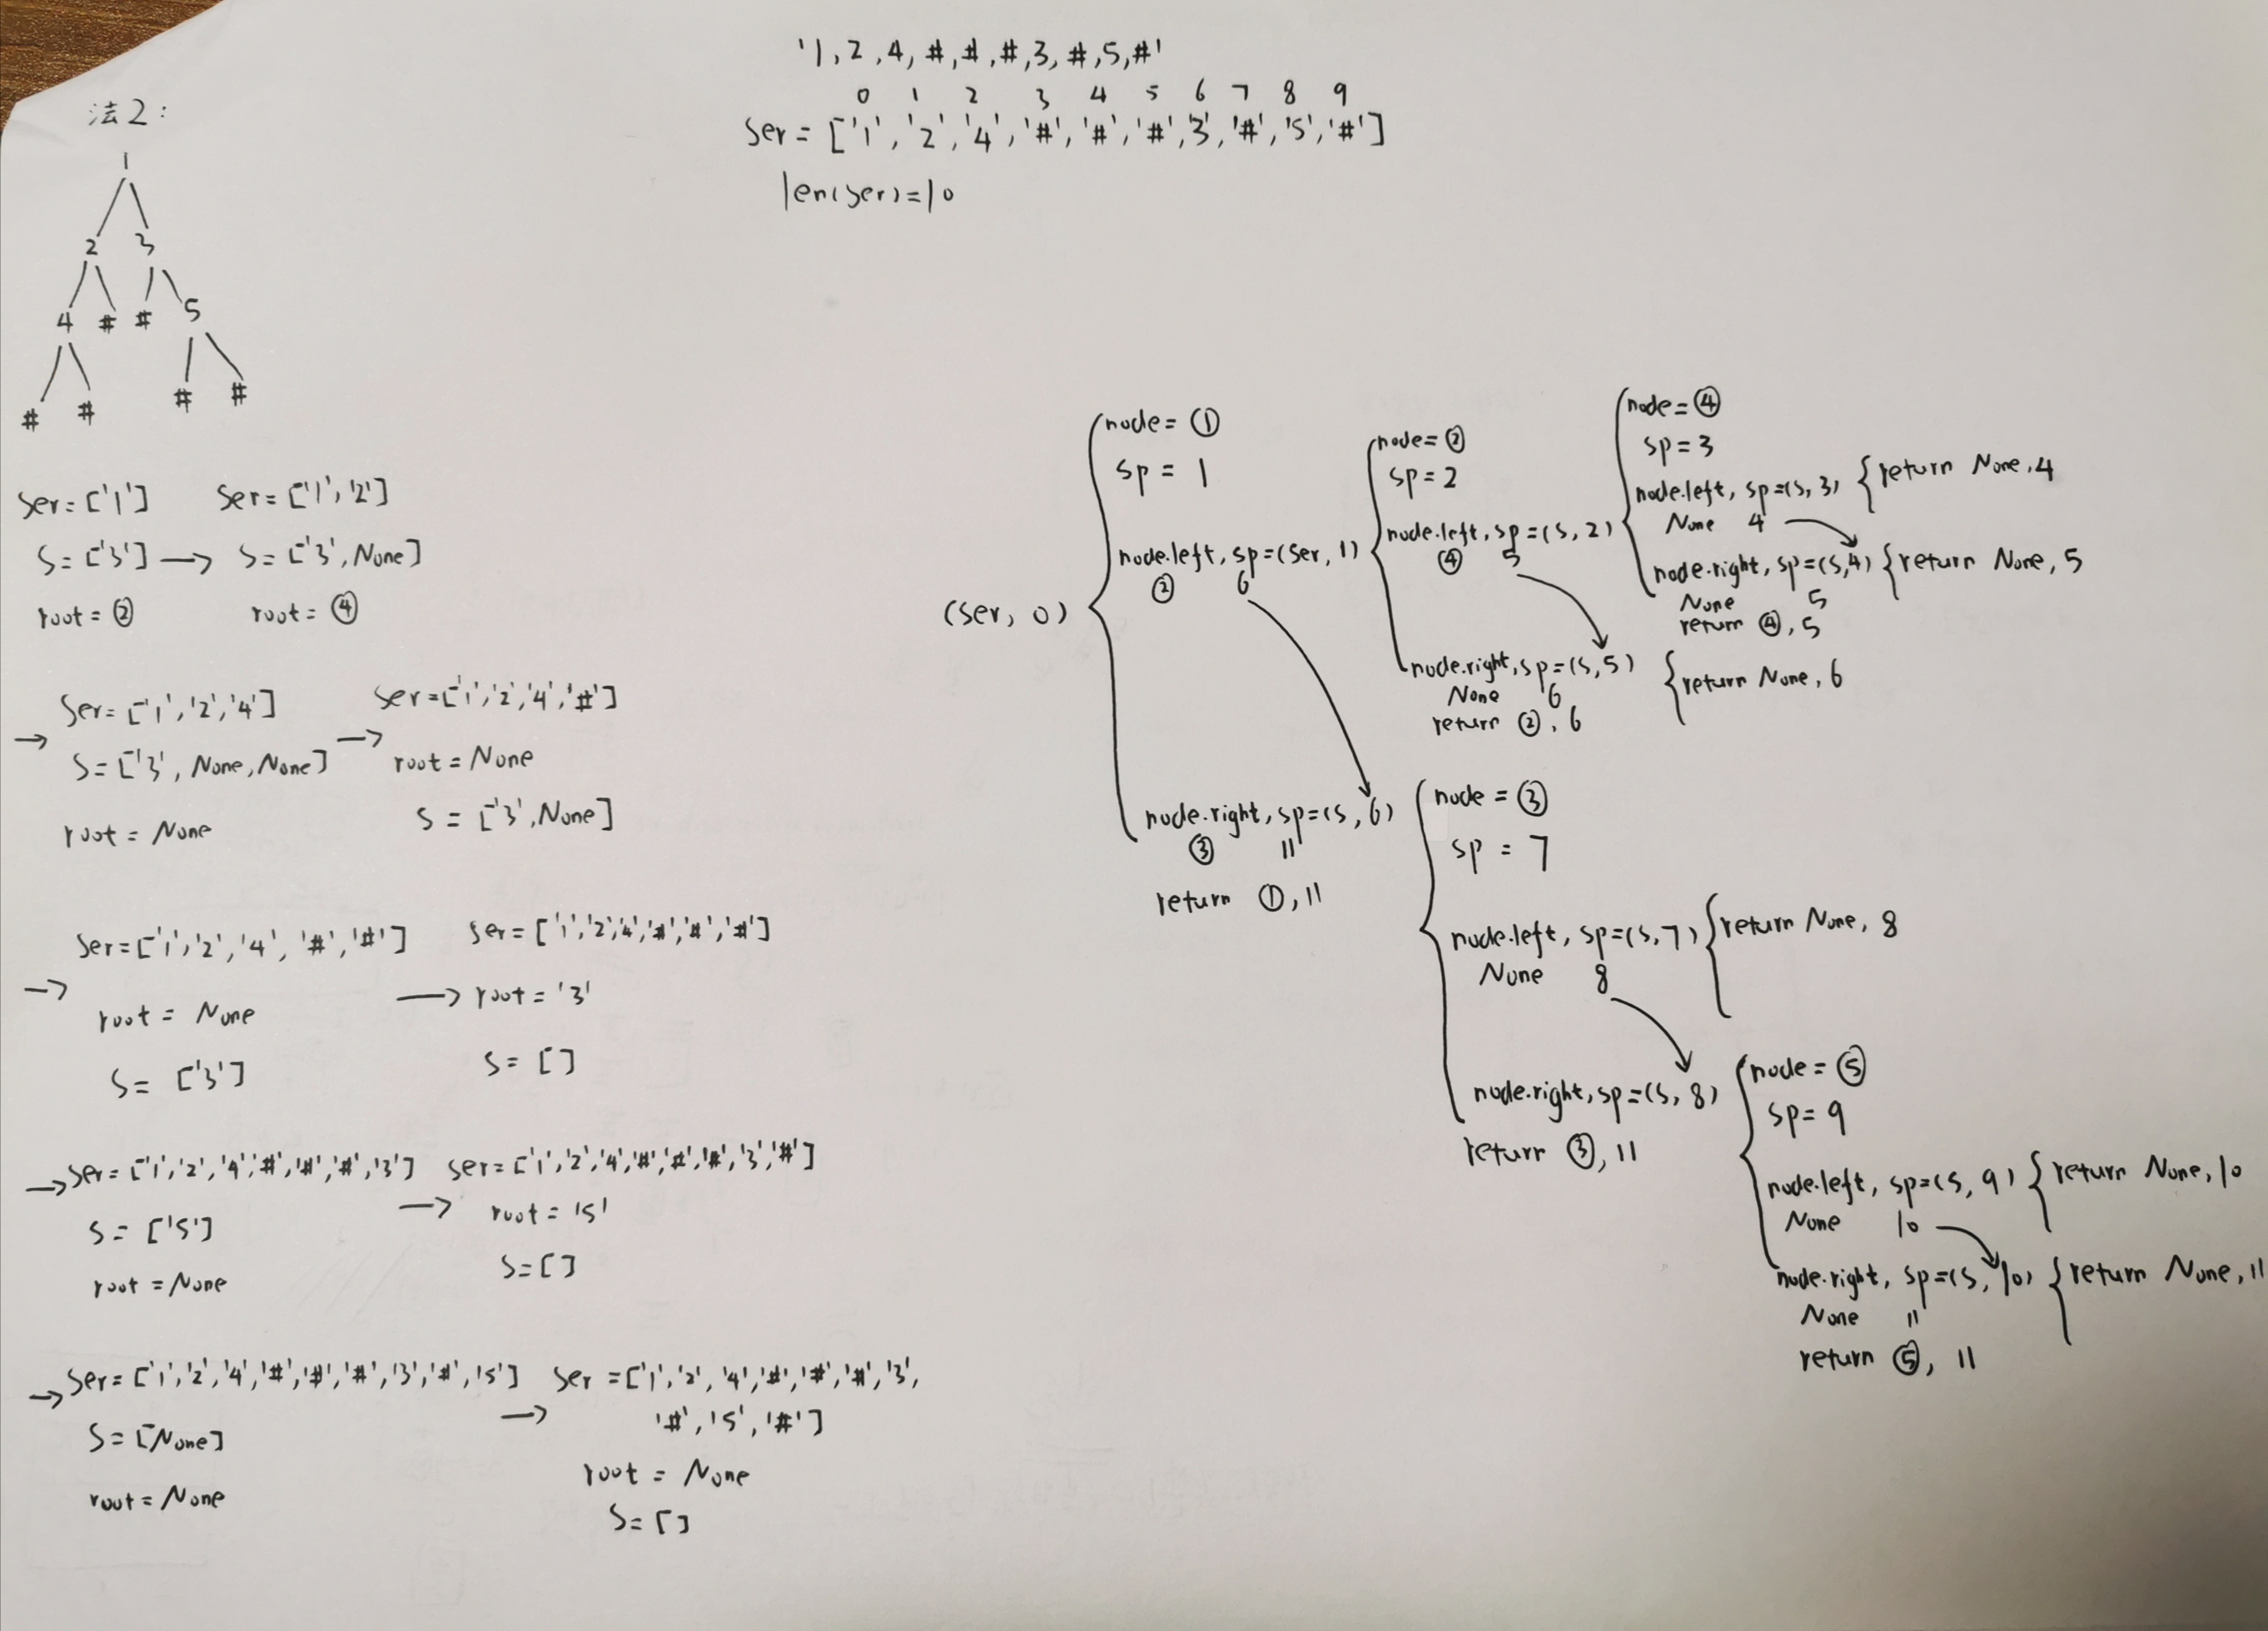 '1,2,4,#,#,#,3,#,5,#'
0 1 2 3 4 5 6 7 8 9
ser = ['1','2','4','#','#','#','3','#','5','#']
len(ser)=10
法2:
1
2 3
4 # # 5
# # # #
ser=['1'] ser=['1','2']
s=['3'] → s=['3',None]
root=② root=④
→ ser=['1','2','4'] → ser=['1','2','4','#']
s=['3',None,None] root=None
root=None s=['3',None]
→ ser=['1','2','4','#','#'] → ser=['1','2','4','#','#','#']
root=None root='3'
s=['3'] s=[]
→ ser=['1','2','4','#','#','#','3'] → ser=['1','2','4','#','#','#','3','#']
s=['5'] root='5'
root=None s=[]
→ ser=['1','2','4','#','#','#','3','#','5'] → ser=['1','2','4','#','#','#','3',
'#','5','#']
s=[None] root=None
root=None s=[]
(ser, 0)
node=①
sp=1
node.left, sp=(ser,1)
② 6
node.right, sp=(s,6)
③ 11
return ①,11
node=②
sp=2
node.left, sp=(s,2)
④ 5
node.right, sp=(s,5)
None 6
return ②,6
node=④
sp=3
node.left, sp=(s,3) {return None,4
None 4
node.right, sp=(s,4) {return None,5
None 5
return ④,5
{return None,6
node=③
sp=7
node.left, sp=(s,7) {return None,8
None 8
node.right, sp=(s,8)
return ③,11
node=⑤
sp=9
node.left, sp=(s,9) {return None,10
None 10
node.right, sp=(s,10) {return None,11
None 11
return ⑤,11